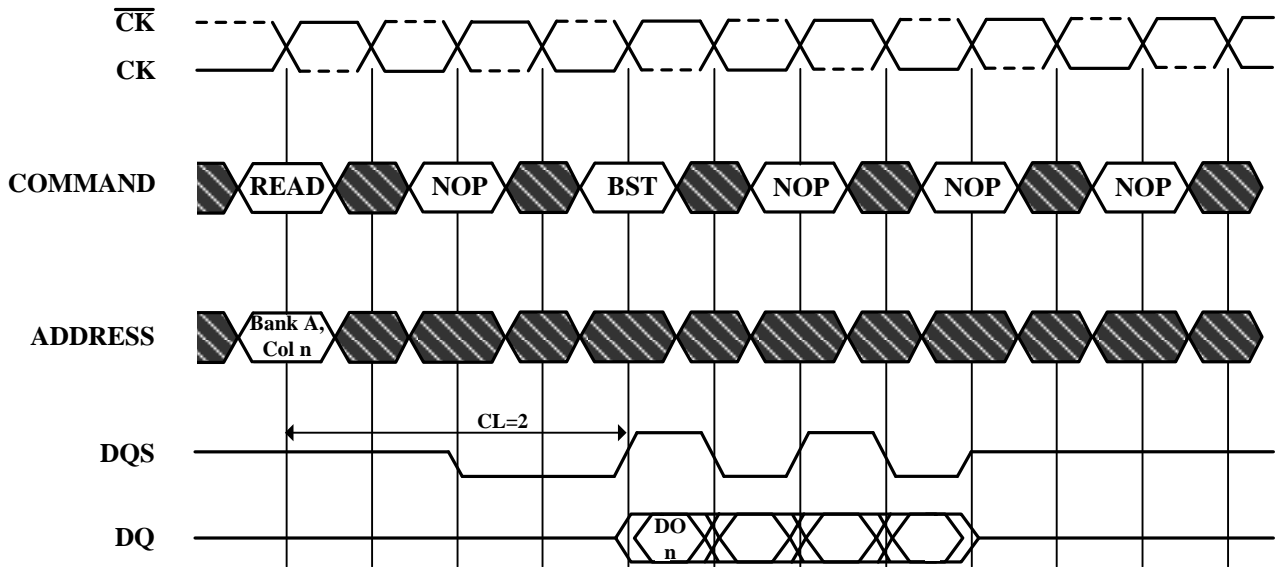 CK
CK
COMMAND READ NOP BST NOP NOP NOP
ADDRESS Bank A,
Col n
CL=2
DQS
DQ DO
n